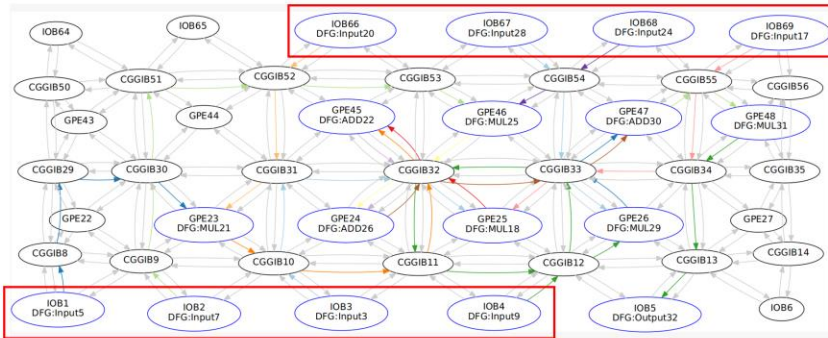 IOB66
DFG:Input20
IOB67
DFG:Input28
IOB68
DFG:Input24
IOB69
DFG:Input17
IOB64
IOB65
CGGIB51
CGGIB52
CGGIB53
CGGIB54
CGGIB55
CGGIB50
CGGIB56
GPE43
GPE44
GPE45
DFG:ADD22
GPE46
DFG:MUL25
GPE47
DFG:ADD30
GPE48
DFG:MUL31
CGGIB29
CGGIB30
CGGIB31
CGGIB32
CGGIB33
CGGIB34
CGGIB35
GPE22
GPE23
DFG:MUL21
GPE24
DFG:ADD26
GPE25
DFG:MUL18
GPE26
DFG:MUL29
GPE27
CGGIB8
CGGIB9
CGGIB10
CGGIB11
CGGIB12
CGGIB13
CGGIB14
IOB1
DFG:Input5
IOB2
DFG:Input7
IOB3
DFG:Input3
IOB4
DFG:Input9
IOB5
DFG:Output32
IOB6